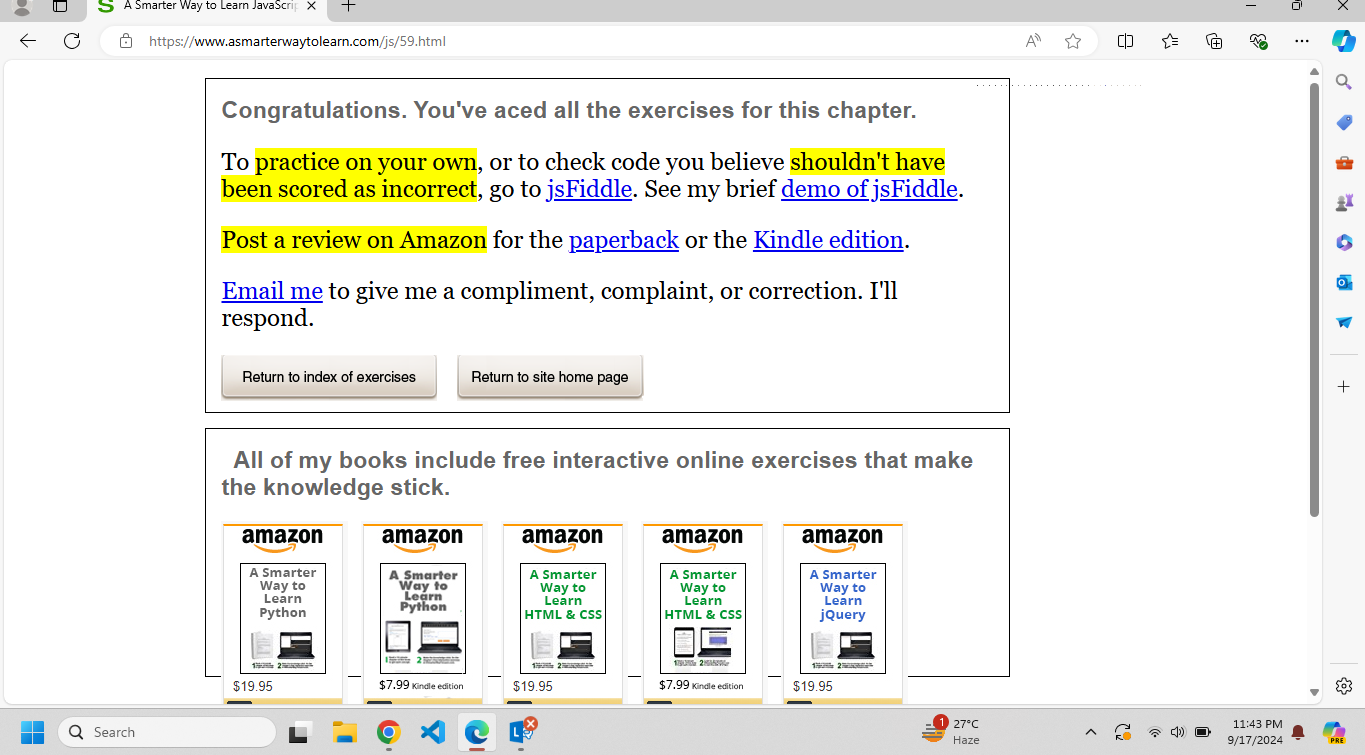 A Smarter Way to Learn JavaScrip
https://www.asmarterwaytolearn.com/js/59.html
Congratulations. You've aced all the exercises for this chapter.
To practice on your own, or to check code you believe shouldn't have
been scored as incorrect, go to jsFiddle. See my brief demo of jsFiddle.
Post a review on Amazon for the paperback or the Kindle edition.
Email me to give me a compliment, complaint, or correction. I'll
respond.
Return to index of exercises
Return to site home page
All of my books include free interactive online exercises that make
the knowledge stick.
amazon
A Smarter
Way to
Learn
Python
$19.95
amazon
A Smarter
Way to
Learn
Python
$7.99 Kindle edition
amazon
A Smarter
Way to
Learn
HTML & CSS
$19.95
amazon
A Smarter
Way to
Learn
HTML & CSS
$7.99 Kindle edition
amazon
A Smarter
Way to
Learn
jQuery
$19.95
Search
1
27°C
Haze
11:43 PM
9/17/2024
PRE